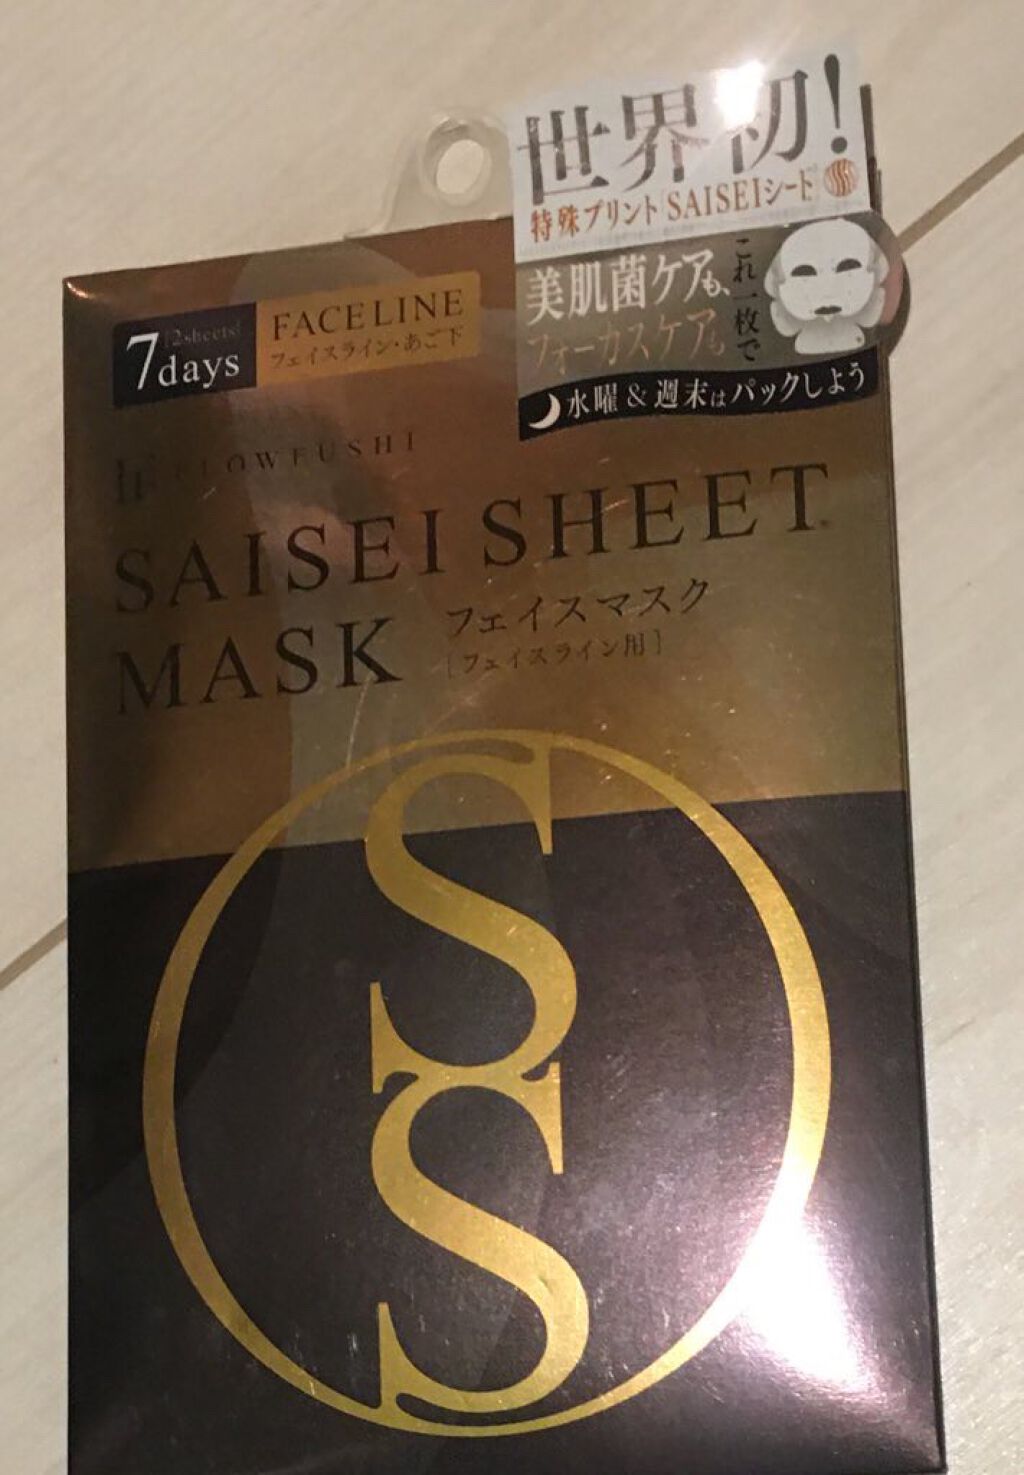 世界初!
特殊プリント「SAISEIシート」
美肌菌ケアも、
フォーカスケアも
これ一枚で
水曜&週末はパックしよう
7days
[2sheets]
FACELINE
フェイスライン・あご下
FLOWFUSHI
SAISEI SHEET
MASK
フェイスマスク
[フェイスライン用]
SS